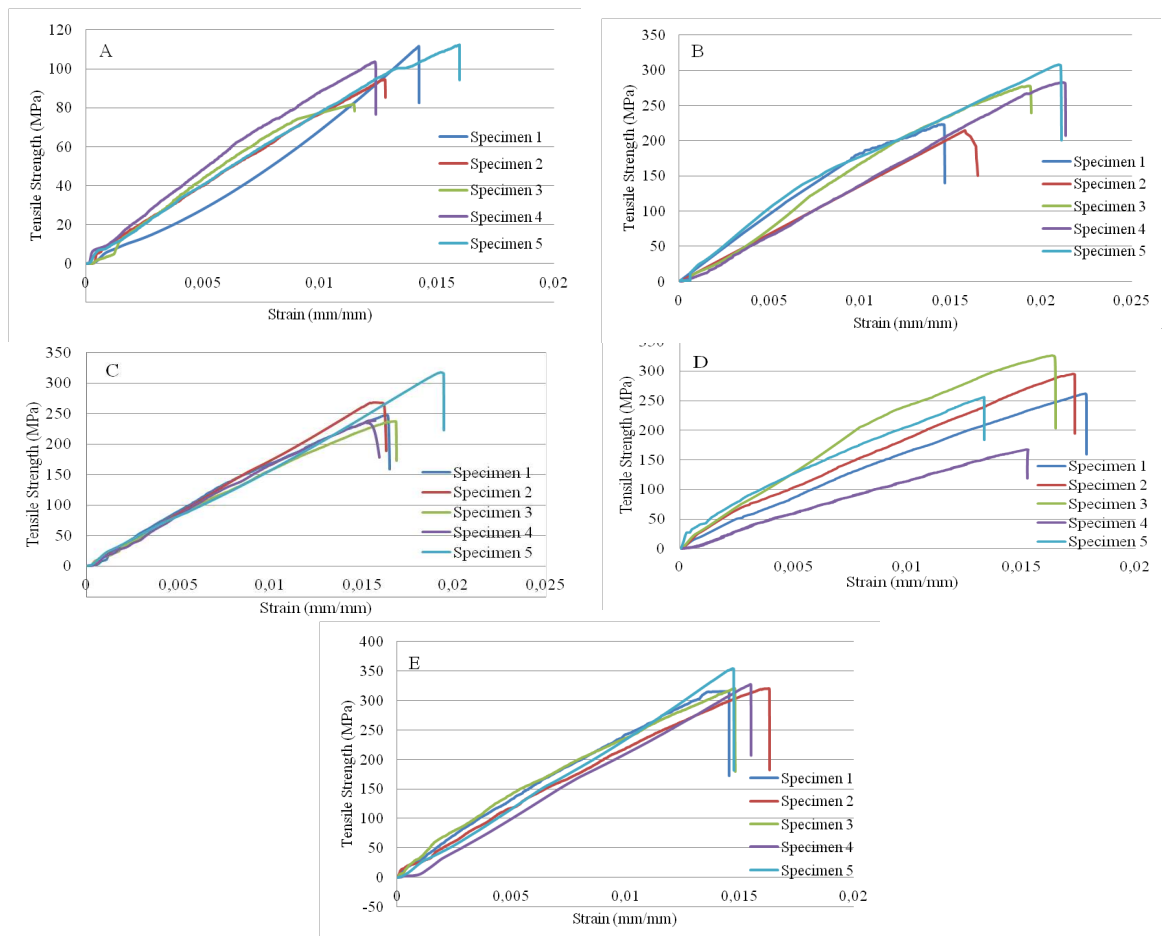 A
120
100
80
60
40
20
0
Tensile Strength (MPa)
0
0,005
0,01
0,015
0,02
Strain (mm/mm)
Specimen 1
Specimen 2
Specimen 3
Specimen 4
Specimen 5
B
350
300
250
200
150
100
50
0
Tensile Strength (MPa)
0
0,005
0,01
0,015
0,02
0,025
Strain (mm/mm)
Specimen 1
Specimen 2
Specimen 3
Specimen 4
Specimen 5
C
350
300
250
200
150
100
50
0
Tensile Strength (MPa)
0
0,005
0,01
0,015
0,02
0,025
Strain (mm/mm)
Specimen 1
Specimen 2
Specimen 3
Specimen 4
Specimen 5
D
350
300
250
200
150
100
50
0
Tensile Strength (MPa)
0
0,005
0,01
0,015
0,02
Strain (mm/mm)
Specimen 1
Specimen 2
Specimen 3
Specimen 4
Specimen 5
E
400
350
300
250
200
150
100
50
0
-50
Tensile Strength (MPa)
0
0,005
0,01
0,015
0,02
Strain (mm/mm)
Specimen 1
Specimen 2
Specimen 3
Specimen 4
Specimen 5